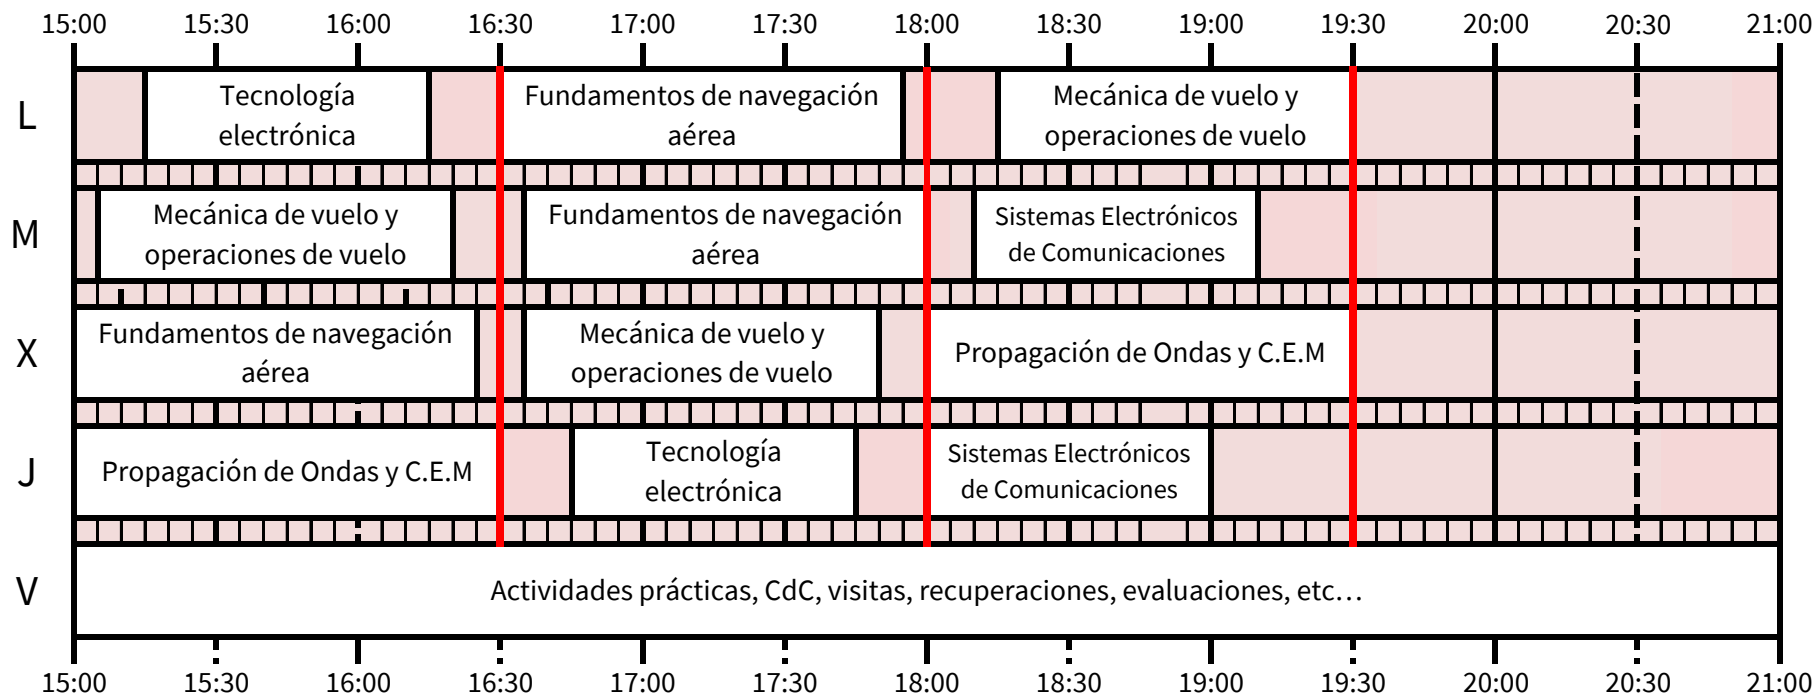 15:00 15:30 16:00 16:30 17:00 17:30 18:00 18:30 19:00 19:30 20:00 20:30 21:00
L
Tecnología
electrónica
Fundamentos de navegación
aérea
Mecánica de vuelo y
operaciones de vuelo
M
Mecánica de vuelo y
operaciones de vuelo
Fundamentos de navegación
aérea
Sistemas Electrónicos
de Comunicaciones
X
Fundamentos de navegación
aérea
Mecánica de vuelo y
operaciones de vuelo
Propagación de Ondas y C.E.M
J
Propagación de Ondas y C.E.M
Tecnología
electrónica
Sistemas Electrónicos
de Comunicaciones
V
Actividades prácticas, CdC, visitas, recuperaciones, evaluaciones, etc…
15:00 15:30 16:00 16:30 17:00 17:30 18:00 18:30 19:00 19:30 20:00 20:30 21:00